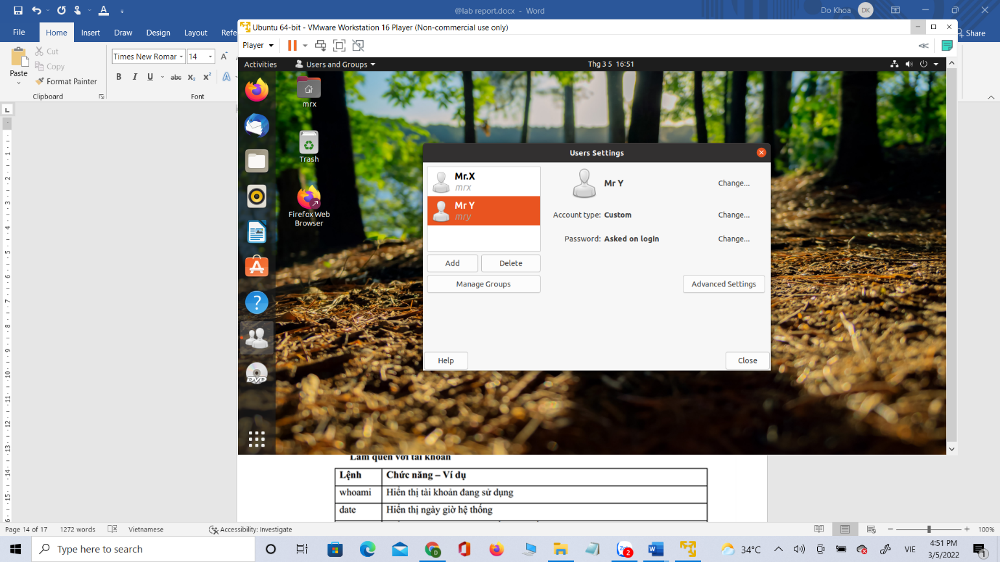 @lab report.docx - Word
Do Khoa
DK
File
Home
Insert
Draw
Design
Layout
Refe
Share
Paste
Cut
Copy
Format Painter
Clipboard
Times New Romar
14
B I U abc x₂ x² A
Font
Ubuntu 64-bit - VMware Workstation 16 Player (Non-commercial use only)
Player
Activities
Users and Groups
Thg 3 5 16:51
mrx
Trash
Firefox Web
Browser
DVD
Users Settings
Mr.X
mrx
Mr Y
mry
Add
Delete
Manage Groups
Mr Y
Change...
Account type: Custom
Change...
Password: Asked on login
Change...
Advanced Settings
Help
Close
Làm quen với tài khoản
Lệnh
Chức năng – Ví dụ
whoami
Hiển thị tài khoản đang sử dụng
date
Hiển thị ngày giờ hệ thống
Page 14 of 17
1272 words
Vietnamese
Accessibility: Investigate
100%
Type here to search
34°C
VIE
4:51 PM
3/5/2022